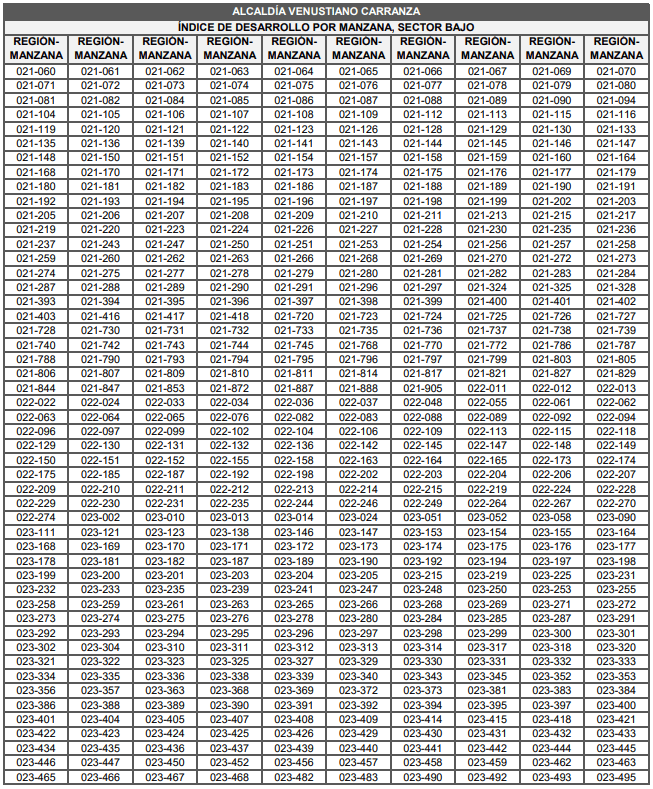 ALCALDÍA VENUSTIANO CARRANZA
ÍNDICE DE DESARROLLO POR MANZANA, SECTOR BAJO
REGIÓN-MANZANA REGIÓN-MANZANA REGIÓN-MANZANA REGIÓN-MANZANA REGIÓN-MANZANA REGIÓN-MANZANA REGIÓN-MANZANA REGIÓN-MANZANA REGIÓN-MANZANA REGIÓN-MANZANA
021-060 021-061 021-062 021-063 021-064 021-065 021-066 021-067 021-069 021-070
021-071 021-072 021-073 021-074 021-075 021-076 021-077 021-078 021-079 021-080
021-081 021-082 021-084 021-085 021-086 021-087 021-088 021-089 021-090 021-094
021-104 021-105 021-106 021-107 021-108 021-109 021-112 021-113 021-115 021-116
021-119 021-120 021-121 021-122 021-123 021-126 021-128 021-129 021-130 021-133
021-135 021-136 021-139 021-140 021-141 021-143 021-144 021-145 021-146 021-147
021-148 021-150 021-151 021-152 021-154 021-157 021-158 021-159 021-160 021-164
021-168 021-170 021-171 021-172 021-173 021-174 021-175 021-176 021-177 021-179
021-180 021-181 021-182 021-183 021-186 021-187 021-188 021-189 021-190 021-191
021-192 021-193 021-194 021-195 021-196 021-197 021-198 021-199 021-202 021-203
021-205 021-206 021-207 021-208 021-209 021-210 021-211 021-213 021-215 021-217
021-219 021-220 021-223 021-224 021-226 021-227 021-228 021-230 021-235 021-236
021-237 021-243 021-247 021-250 021-251 021-253 021-254 021-256 021-257 021-258
021-259 021-260 021-262 021-263 021-266 021-268 021-269 021-270 021-272 021-273
021-274 021-275 021-277 021-278 021-279 021-280 021-281 021-282 021-283 021-284
021-287 021-288 021-289 021-290 021-291 021-296 021-297 021-324 021-325 021-328
021-393 021-394 021-395 021-396 021-397 021-398 021-399 021-400 021-401 021-402
021-403 021-416 021-417 021-418 021-720 021-723 021-724 021-725 021-726 021-727
021-728 021-730 021-731 021-732 021-733 021-735 021-736 021-737 021-738 021-739
021-740 021-742 021-743 021-744 021-745 021-768 021-770 021-772 021-786 021-787
021-788 021-790 021-793 021-794 021-795 021-796 021-797 021-799 021-803 021-805
021-806 021-807 021-809 021-810 021-811 021-814 021-817 021-821 021-827 021-829
021-844 021-847 021-853 021-872 021-887 021-888 021-905 022-011 022-012 022-013
022-022 022-024 022-033 022-034 022-036 022-037 022-048 022-055 022-061 022-062
022-063 022-064 022-065 022-076 022-082 022-083 022-088 022-089 022-092 022-094
022-096 022-097 022-099 022-102 022-104 022-106 022-109 022-113 022-115 022-118
022-129 022-130 022-131 022-132 022-136 022-142 022-145 022-147 022-148 022-149
022-150 022-151 022-152 022-155 022-158 022-163 022-164 022-165 022-173 022-174
022-175 022-185 022-187 022-192 022-198 022-202 022-203 022-204 022-206 022-207
022-209 022-210 022-211 022-212 022-213 022-214 022-215 022-219 022-224 022-228
022-229 022-230 022-231 022-235 022-244 022-246 022-249 022-264 022-267 022-270
022-274 023-002 023-010 023-013 023-014 023-024 023-051 023-052 023-058 023-090
023-111 023-121 023-123 023-138 023-146 023-147 023-153 023-154 023-155 023-164
023-168 023-169 023-170 023-171 023-172 023-173 023-174 023-175 023-176 023-177
023-178 023-181 023-182 023-187 023-189 023-190 023-192 023-194 023-197 023-198
023-199 023-200 023-201 023-203 023-204 023-205 023-215 023-219 023-225 023-231
023-232 023-233 023-235 023-239 023-241 023-247 023-248 023-250 023-253 023-255
023-258 023-259 023-261 023-263 023-265 023-266 023-268 023-269 023-271 023-272
023-273 023-274 023-275 023-276 023-278 023-280 023-284 023-285 023-287 023-291
023-292 023-293 023-294 023-295 023-296 023-297 023-298 023-299 023-300 023-301
023-302 023-304 023-310 023-311 023-312 023-313 023-314 023-317 023-318 023-320
023-321 023-322 023-323 023-325 023-327 023-329 023-330 023-331 023-332 023-333
023-334 023-335 023-336 023-338 023-339 023-340 023-343 023-345 023-352 023-353
023-356 023-357 023-363 023-368 023-369 023-372 023-373 023-381 023-383 023-384
023-386 023-388 023-389 023-390 023-391 023-392 023-394 023-395 023-397 023-400
023-401 023-404 023-405 023-407 023-408 023-409 023-414 023-415 023-418 023-421
023-422 023-423 023-424 023-425 023-426 023-429 023-430 023-431 023-432 023-433
023-434 023-435 023-436 023-437 023-439 023-440 023-441 023-442 023-444 023-445
023-446 023-447 023-450 023-452 023-456 023-457 023-458 023-459 023-460 023-463
023-465 023-466 023-467 023-468 023-482 023-483 023-490 023-492 023-493 023-495